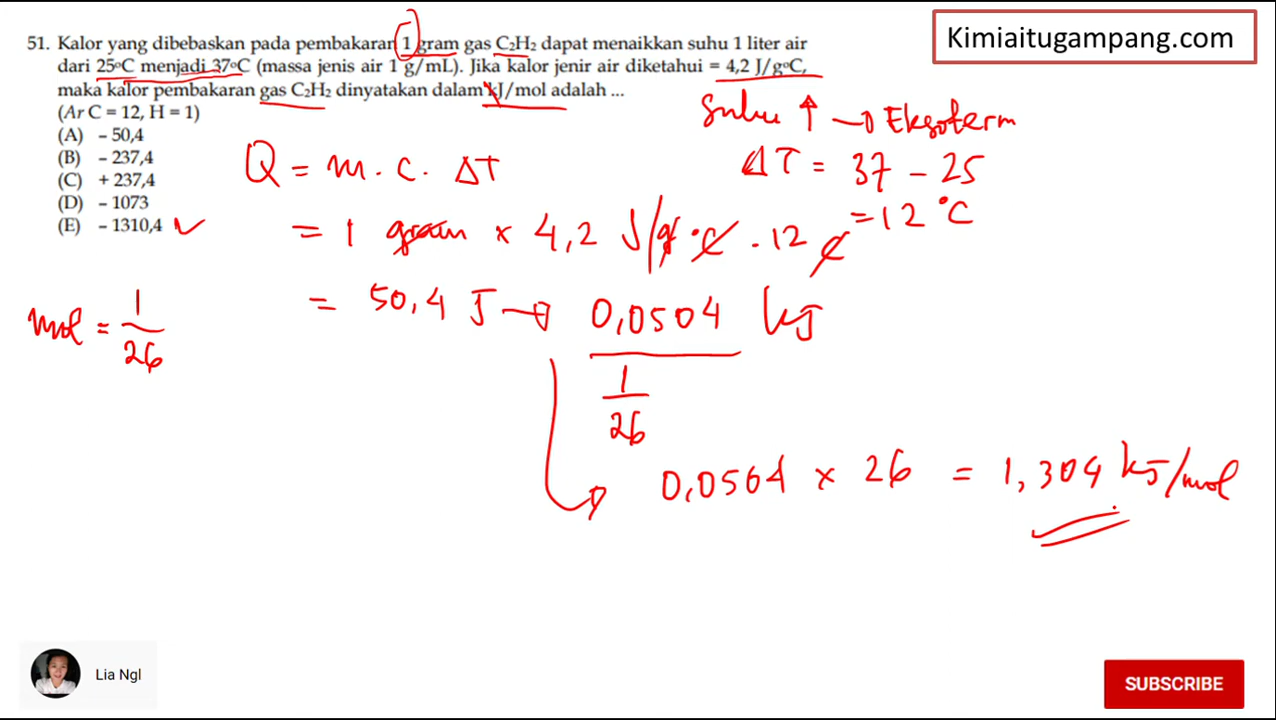 Kimiaitugampang.com
51. Kalor yang dibebaskan pada pembakaran 1 gram gas C₂H₂ dapat menaikkan suhu 1 liter air
dari 25°C menjadi 37°C (massa jenis air 1 g/mL). Jika kalor jenir air diketahui = 4,2 J/g°C,
maka kalor pembakaran gas C₂H₂ dinyatakan dalam kJ/mol adalah ...
(Ar C = 12, H = 1)
(A) – 50,4
(B) – 237,4
(C) + 237,4
(D) – 1073
(E) – 1310,4 ✓
Suhu ↑ → Eksoterm
ΔT = 37 – 25
= 12 °C
Q = m . c. ΔT
= 1 gram × 4,2 J/g °C . 12 °C
= 50,4 J → 0,0504 kJ
1
26
mol = 1/26
0,0504 × 26 = 1,304 kJ/mol
Lia Ngl
SUBSCRIBE